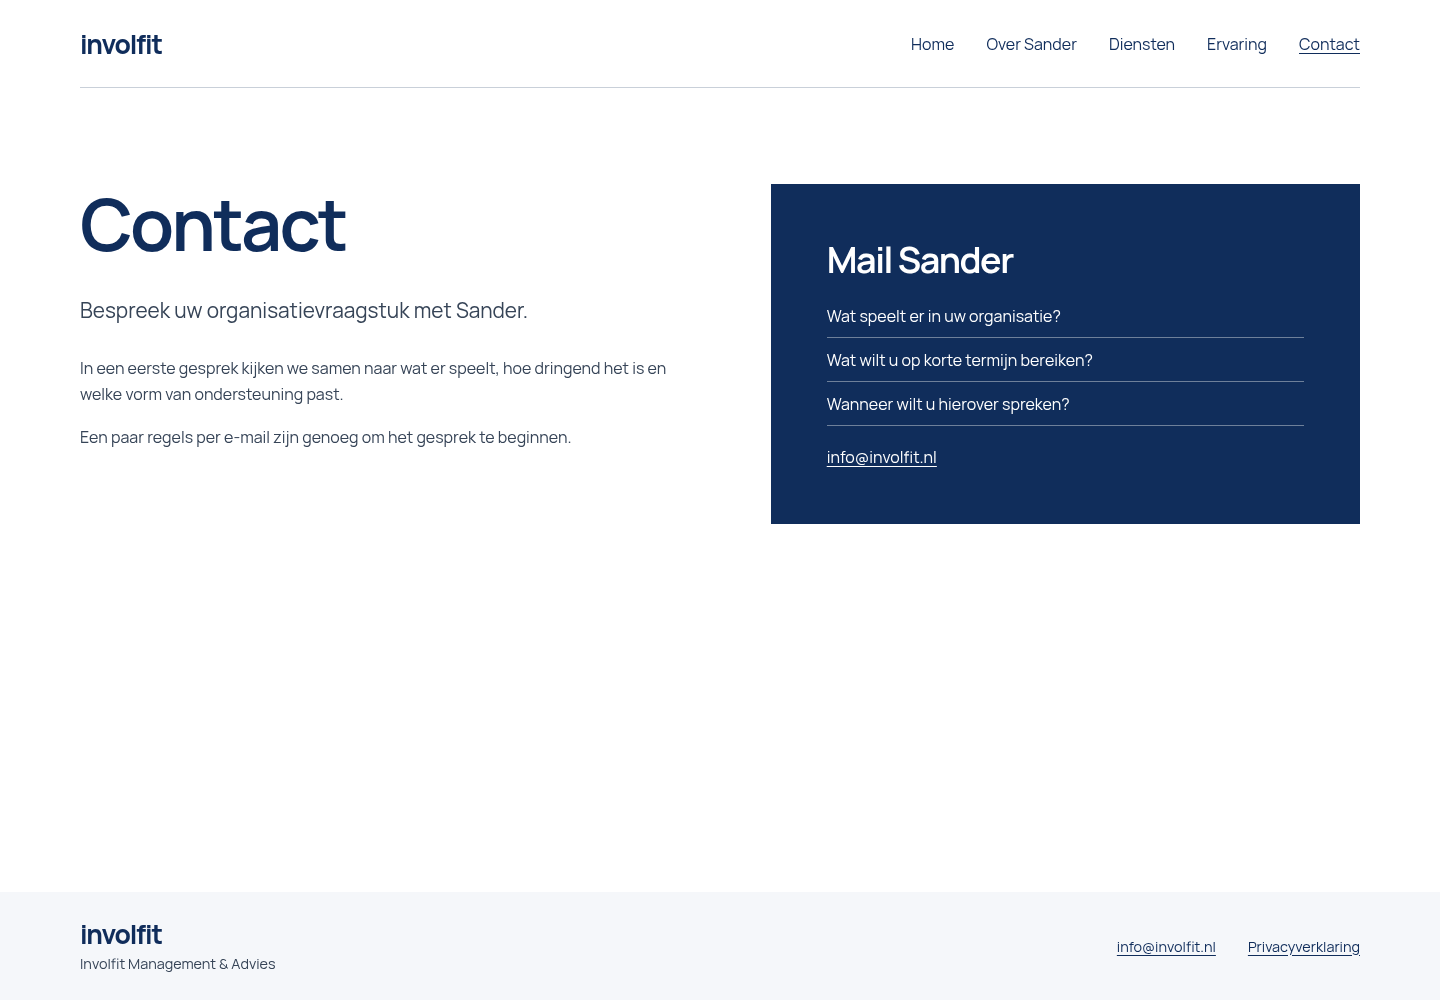 involfit
Home
Over Sander
Diensten
Ervaring
Contact
Contact
Bespreek uw organisatievraagstuk met Sander.
In een eerste gesprek kijken we samen naar wat er speelt, hoe dringend het is en
welke vorm van ondersteuning past.
Een paar regels per e-mail zijn genoeg om het gesprek te beginnen.
Mail Sander
Wat speelt er in uw organisatie?
Wat wilt u op korte termijn bereiken?
Wanneer wilt u hierover spreken?
info@involfit.nl
involfit
Involfit Management & Advies
info@involfit.nl
Privacyverklaring